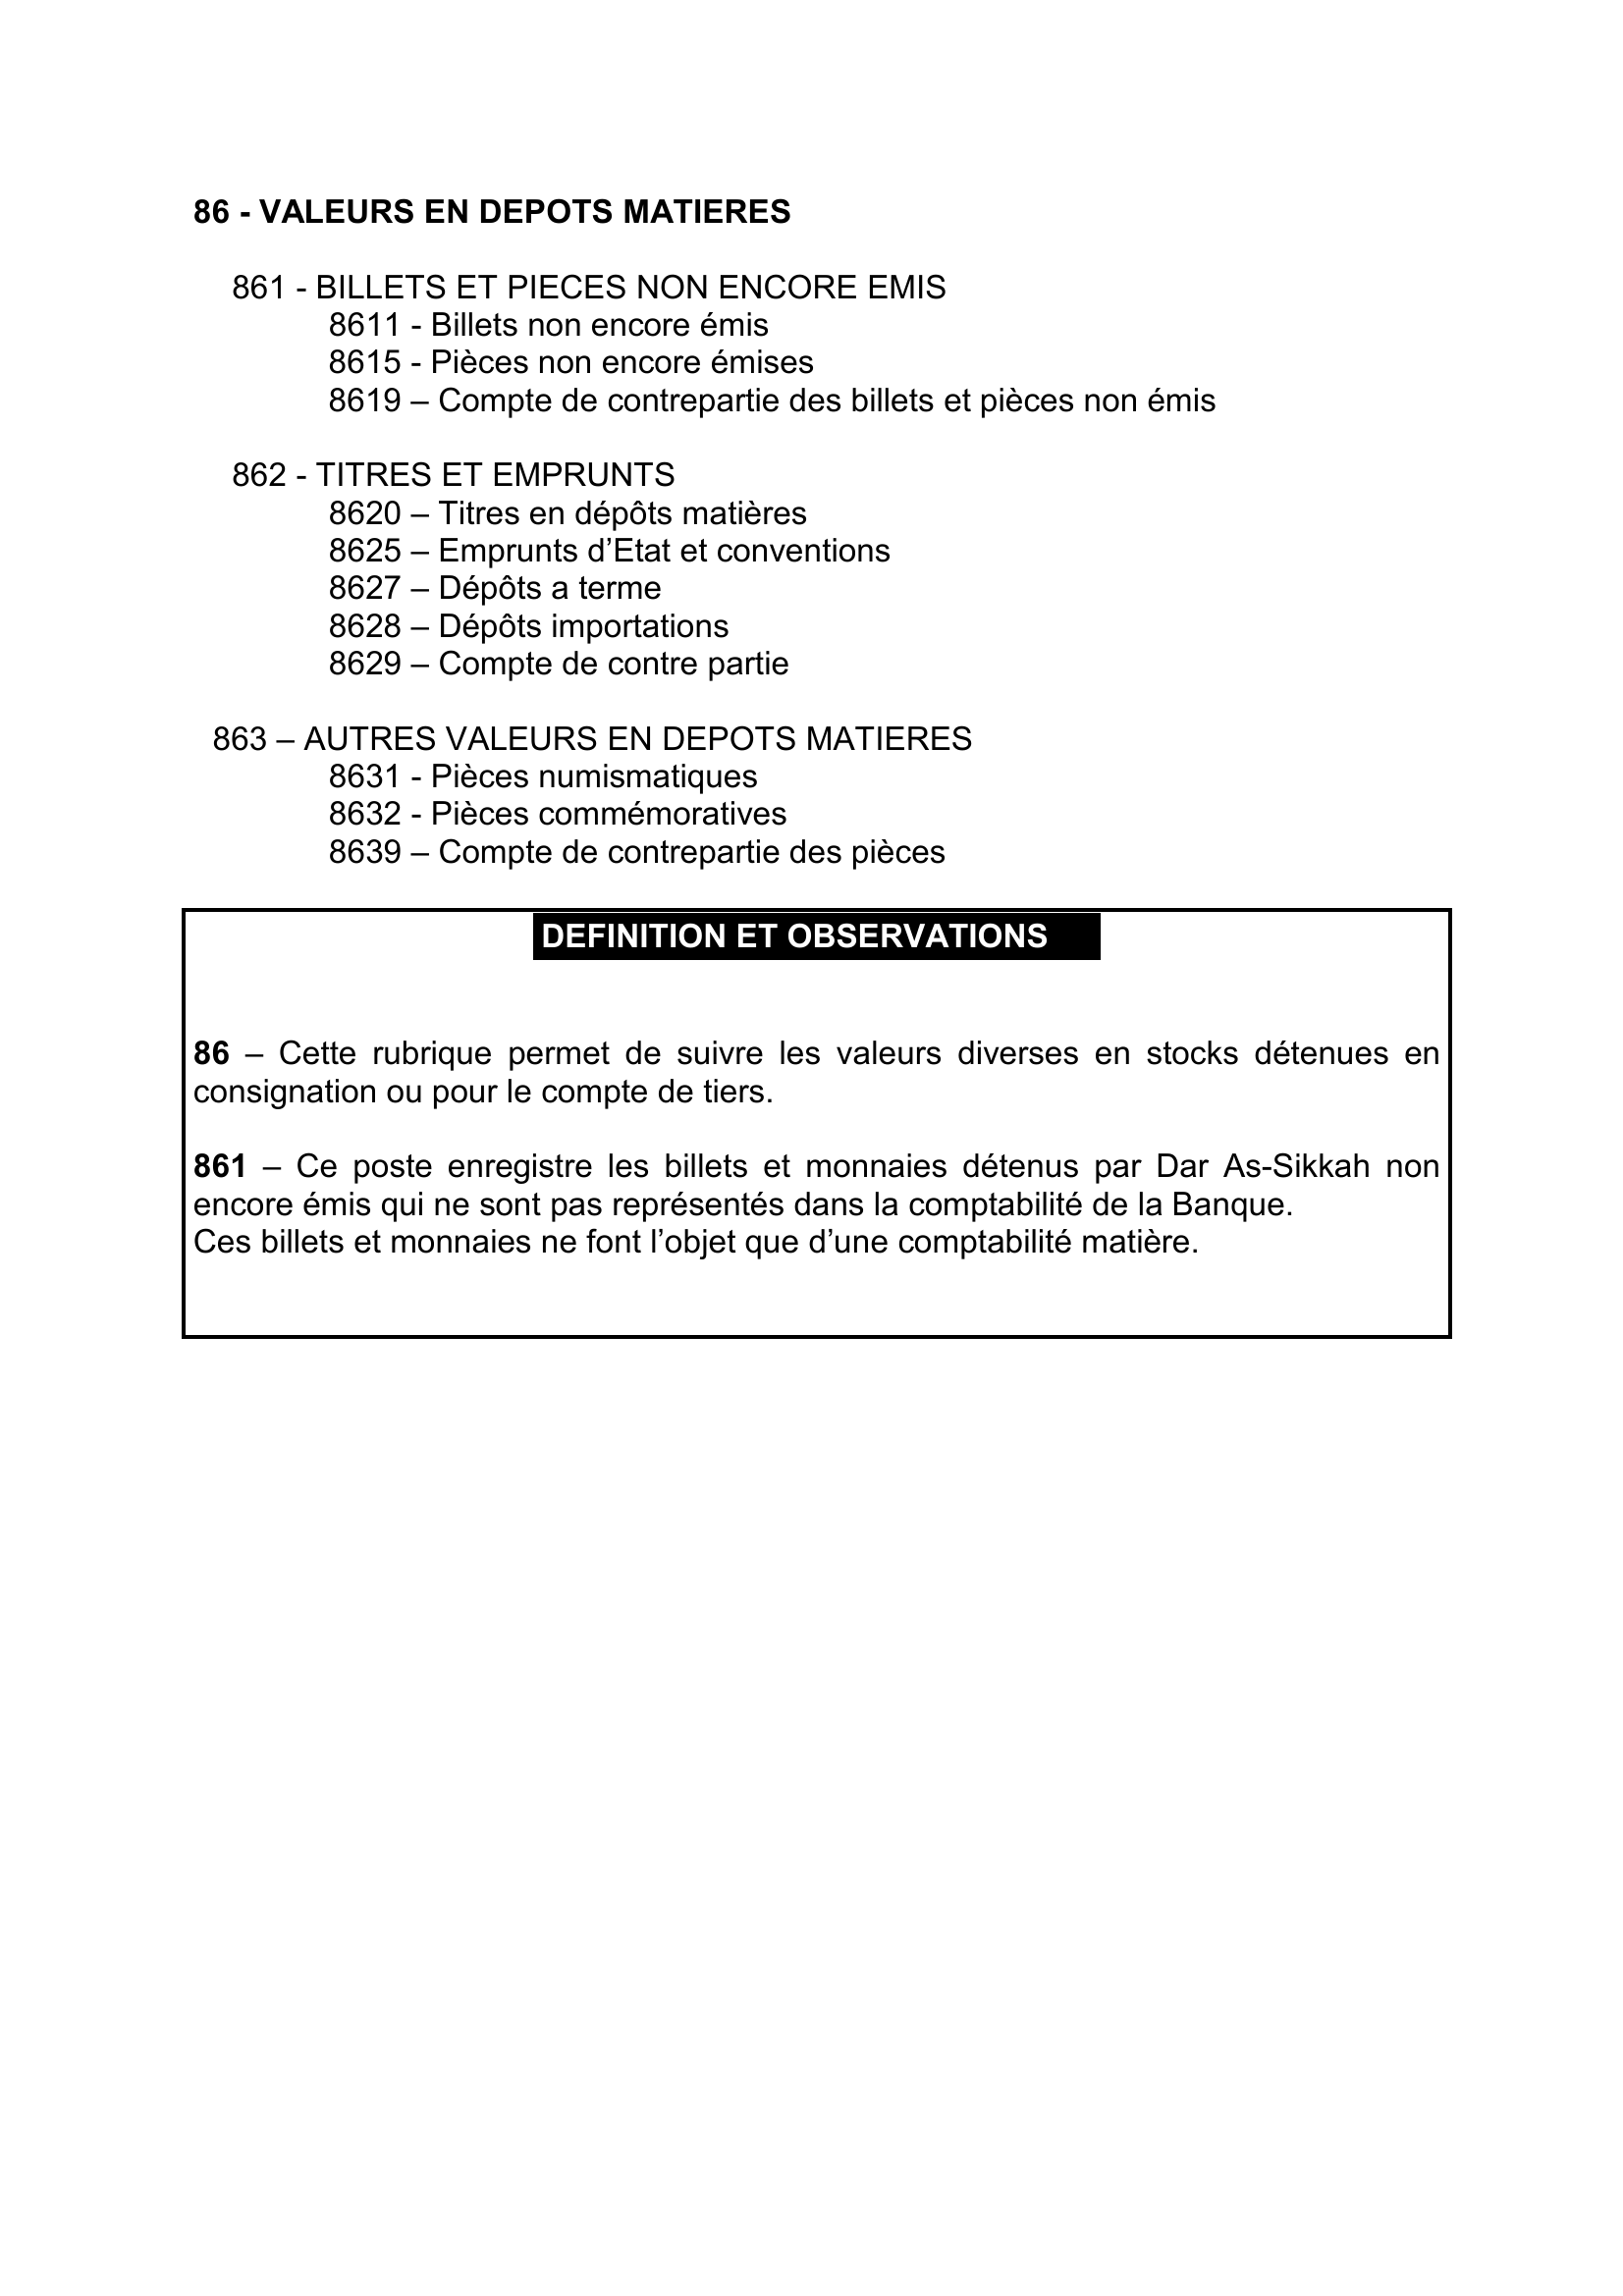 86 - VALEURS EN DEPOTS MATIERES
861 - BILLETS ET PIECES NON ENCORE EMIS
8611 - Billets non encore émis
8615 - Pièces non encore émises
8619 – Compte de contrepartie des billets et pièces non émis
862 - TITRES ET EMPRUNTS
8620 – Titres en dépôts matières
8625 – Emprunts d’Etat et conventions
8627 – Dépôts a terme
8628 – Dépôts importations
8629 – Compte de contre partie
863 – AUTRES VALEURS EN DEPOTS MATIERES
8631 - Pièces numismatiques
8632 - Pièces commémoratives
8639 – Compte de contrepartie des pièces
DEFINITION ET OBSERVATIONS
86 – Cette rubrique permet de suivre les valeurs diverses en stocks détenues en
consignation ou pour le compte de tiers.
861 – Ce poste enregistre les billets et monnaies détenus par Dar As-Sikkah non
encore émis qui ne sont pas représentés dans la comptabilité de la Banque.
Ces billets et monnaies ne font l’objet que d’une comptabilité matière.